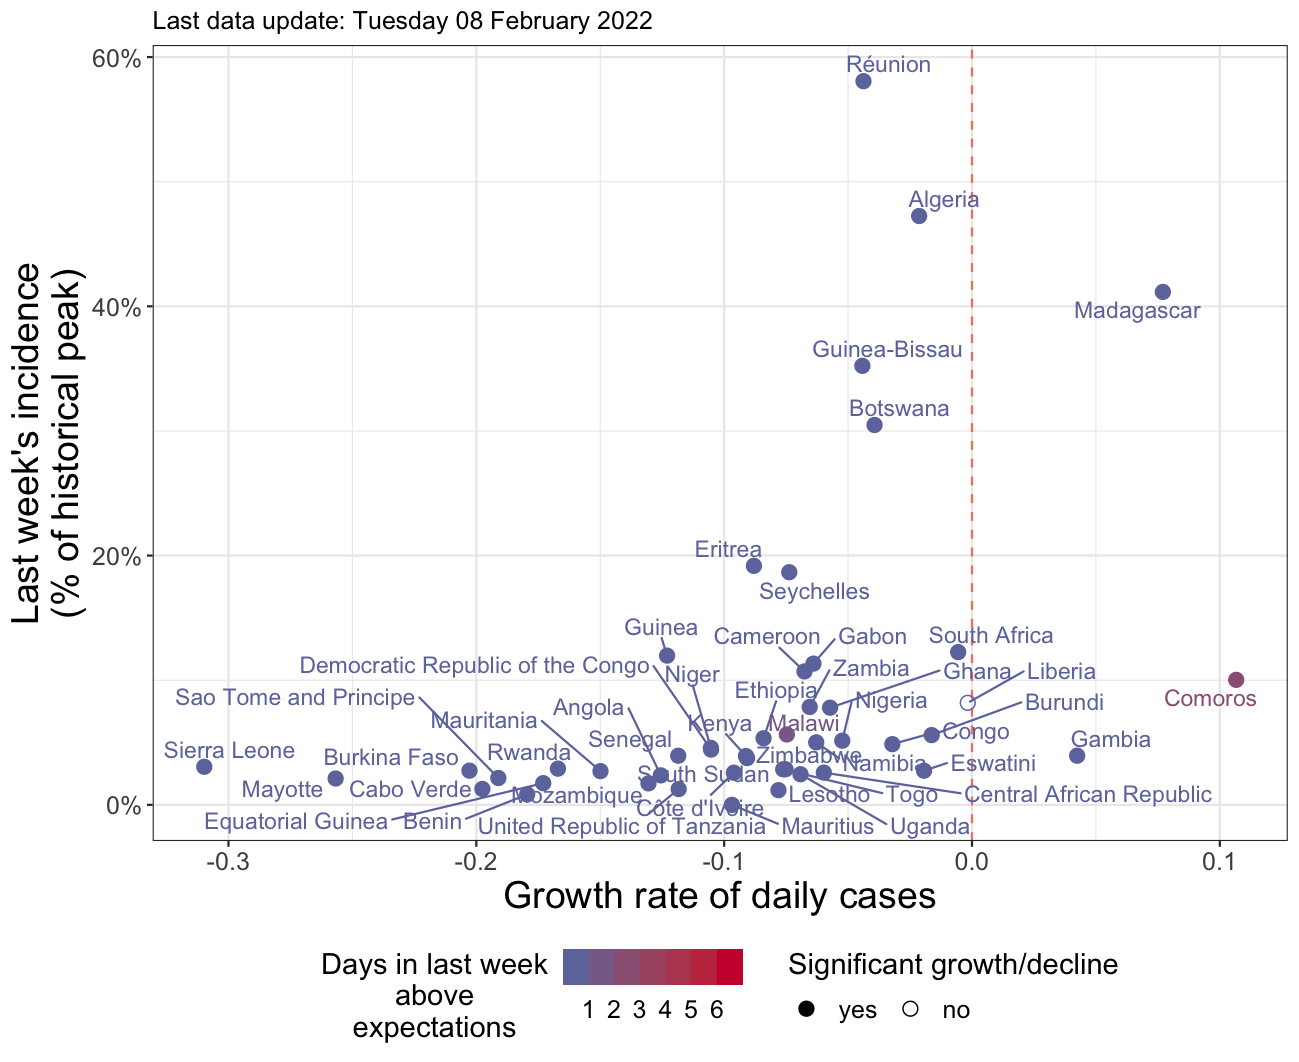 Last data update: Tuesday 08 February 2022
Last week's incidence
(% of historical peak)
60%
40%
20%
0%
Réunion
Algeria
Madagascar
Guinea-Bissau
Botswana
Eritrea
Seychelles
Guinea
Cameroon
Gabon
South Africa
Democratic Republic of the Congo
Niger
Zambia
Ghana
Liberia
Sao Tome and Principe
Ethiopia
Nigeria
Burundi
Comoros
Angola
Mauritania
Kenya
Malawi
Congo
Senegal
Gambia
Sierra Leone
Burkina Faso
Rwanda
Zimbabwe
Namibia
Eswatini
South Sudan
Mayotte
Cabo Verde
Mozambique
Lesotho
Togo
Central African Republic
Côte d'Ivoire
Equatorial Guinea
Benin
United Republic of Tanzania
Mauritius
Uganda
-0.3
-0.2
-0.1
0.0
0.1
Growth rate of daily cases
Days in last week
above
expectations
1 2 3 4 5 6
Significant growth/decline
yes
no